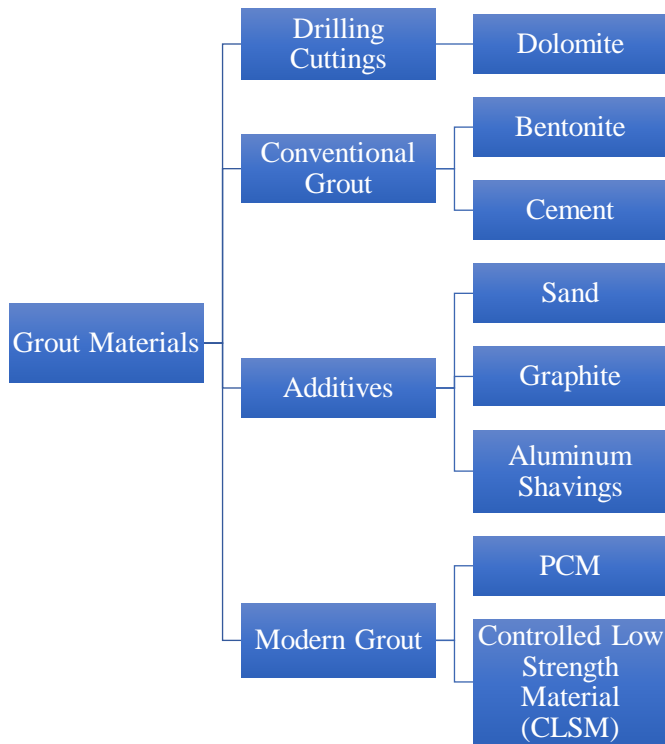 Grout Materials
Drilling
Cuttings
Dolomite
Conventional
Grout
Bentonite
Cement
Additives
Sand
Graphite
Aluminum
Shavings
Modern Grout
PCM
Controlled Low
Strength
Material
(CLSM)